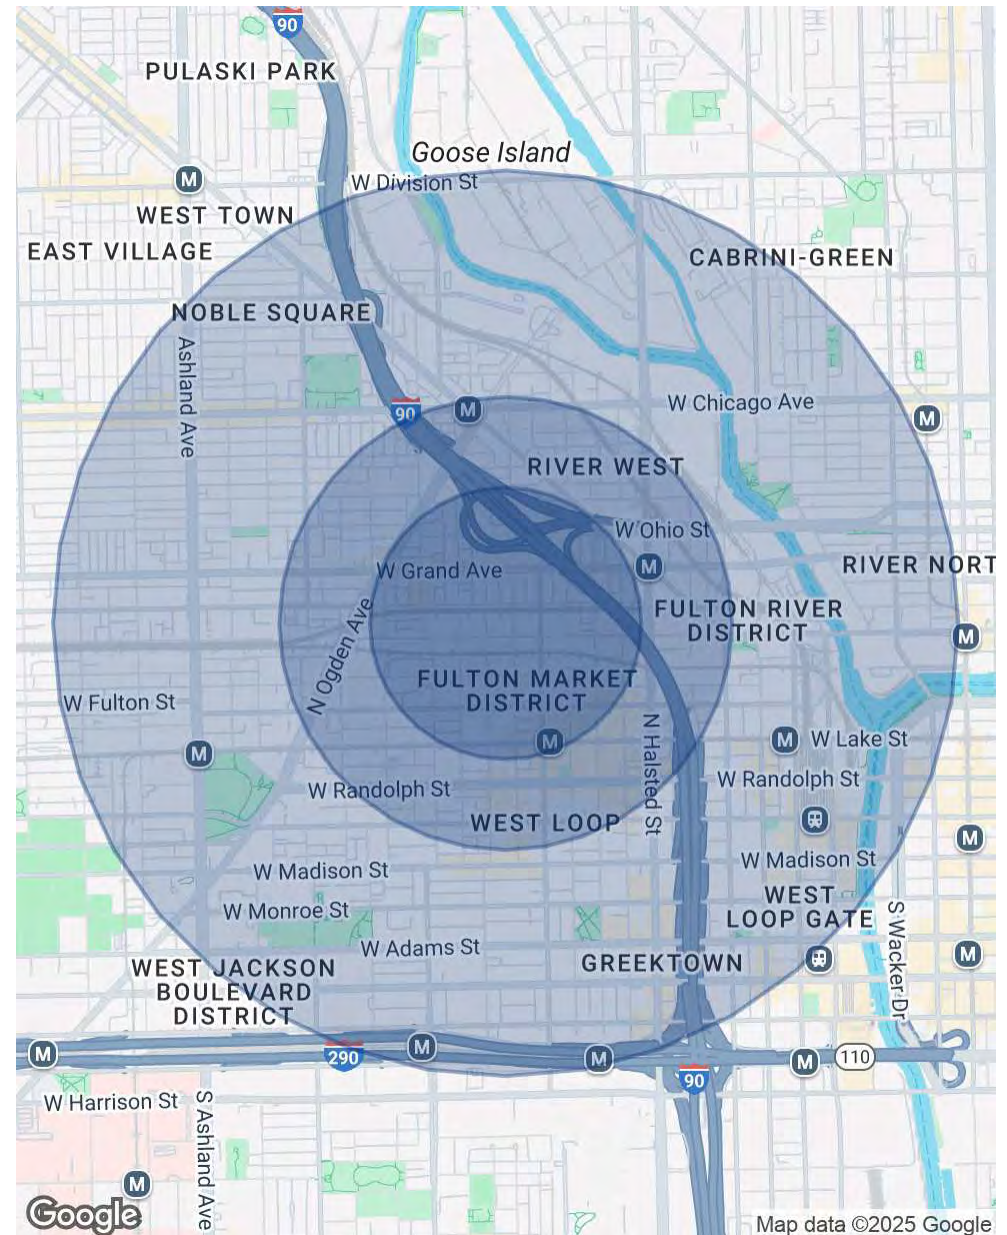 90
PULASKI PARK
Goose Island
M
W Division St
WEST TOWN
EAST VILLAGE
CABRINI-GREEN
NOBLE SQUARE
Ashland Ave
90
M
W Chicago Ave
M
RIVER WEST
W Ohio St
W Grand Ave
M
RIVER NORT
N Ogden Ave
FULTON RIVER
DISTRICT
M
FULTON MARKET
DISTRICT
W Fulton St
N Halsted St
M
M
M
W Lake St
W Randolph St
W Randolph St
WEST LOOP
M
W Madison St
W Madison St
WEST
LOOP GATE
W Monroe St
S Wacker Dr
W Adams St
M
GREEKTOWN
WEST JACKSON
BOULEVARD
DISTRICT
M
290
M
M
M
110
90
W Harrison St
S Ashland Ave
M
Google
Map data ©2025 Google